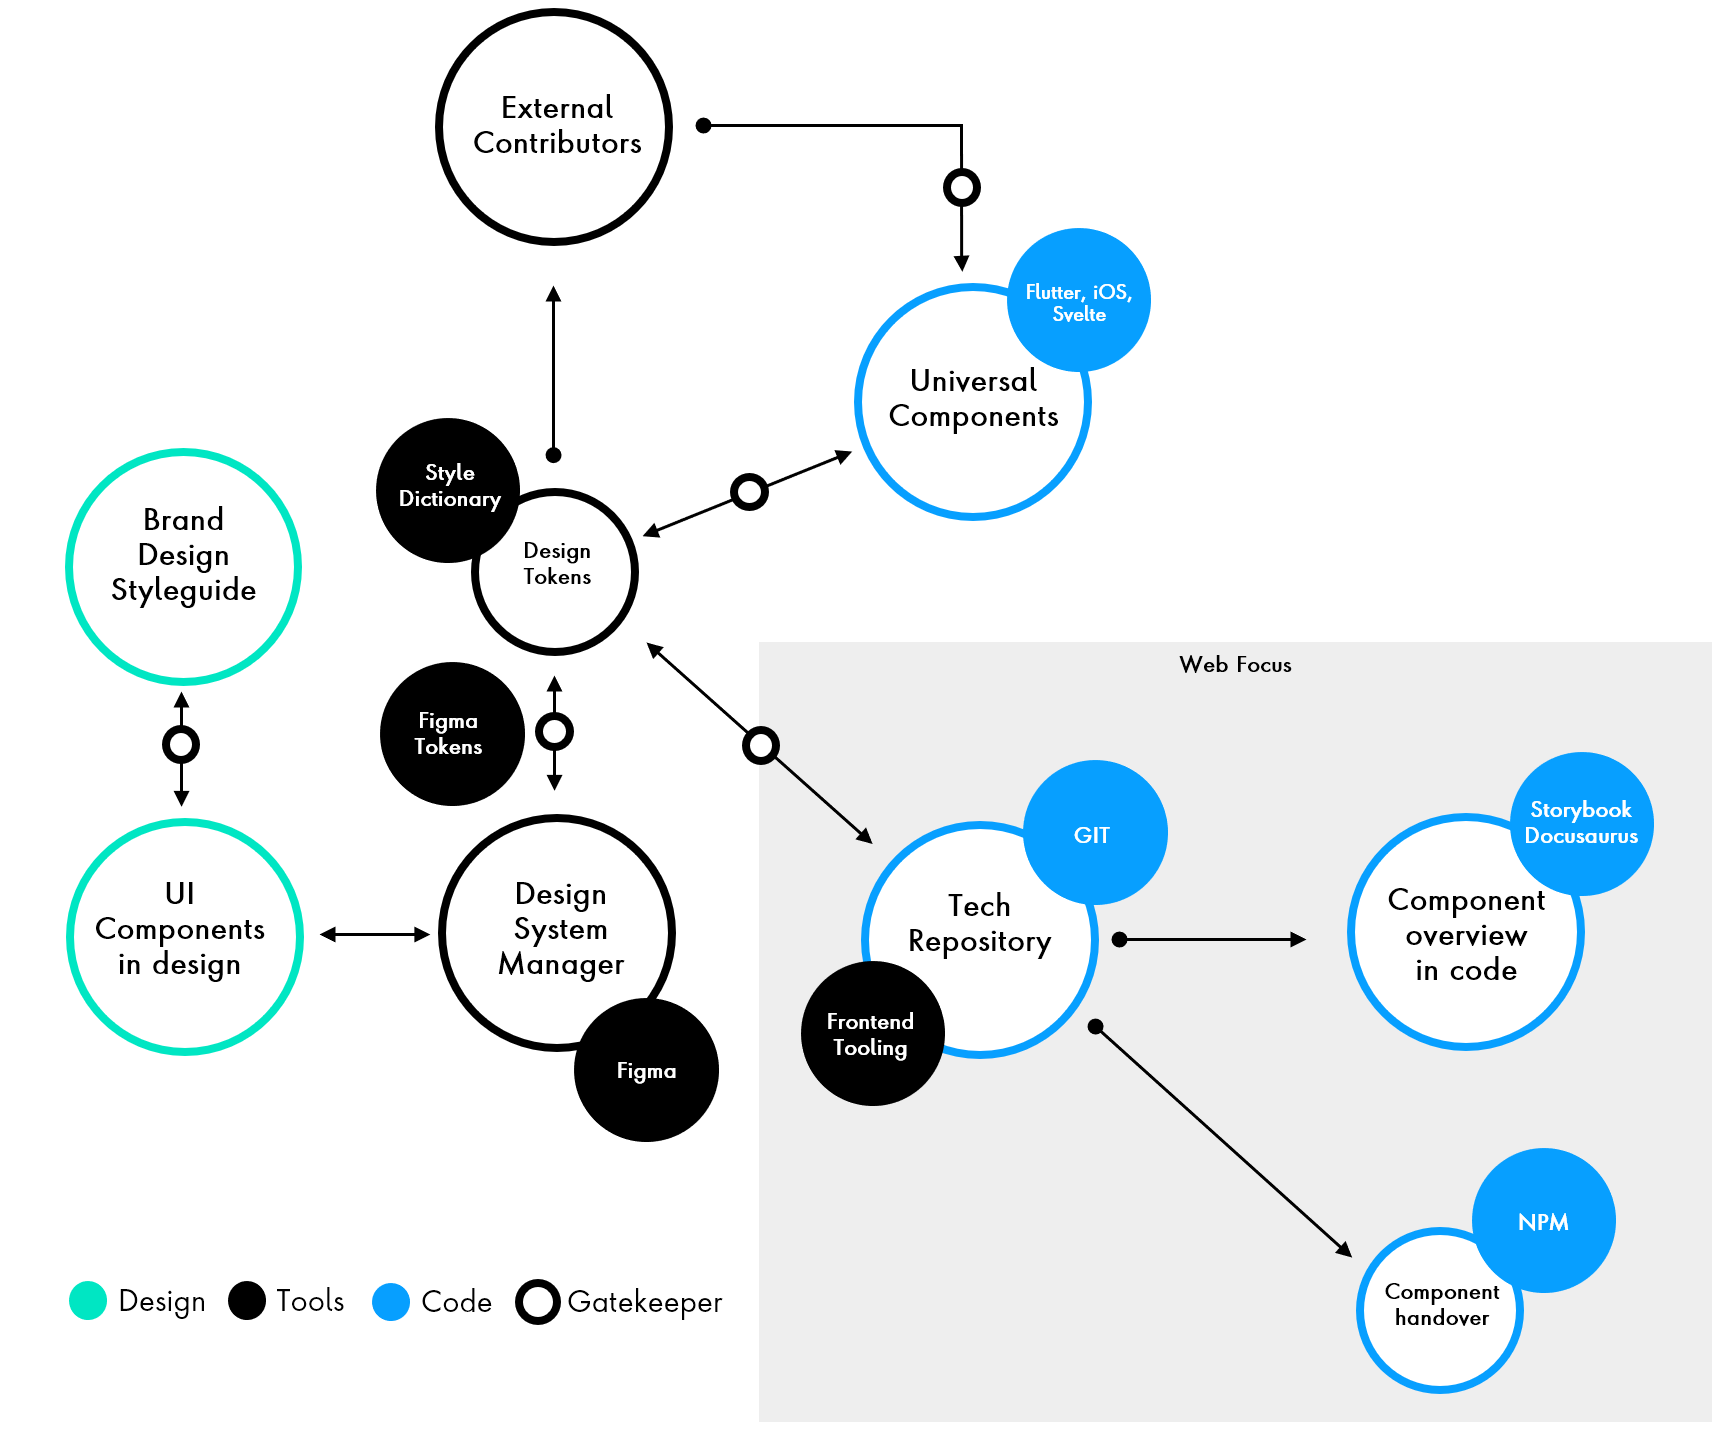 External
Contributors
Flutter, iOS,
Svelte
Universal
Components
Style
Dictionary
Design
Tokens
Brand
Design
Styleguide
Figma
Tokens
Web Focus
UI
Components
in design
Design
System
Manager
Figma
GIT
Tech
Repository
Frontend
Tooling
Storybook
Docusaurus
Component
overview
in code
NPM
Component
handover
Design
Tools
Code
Gatekeeper